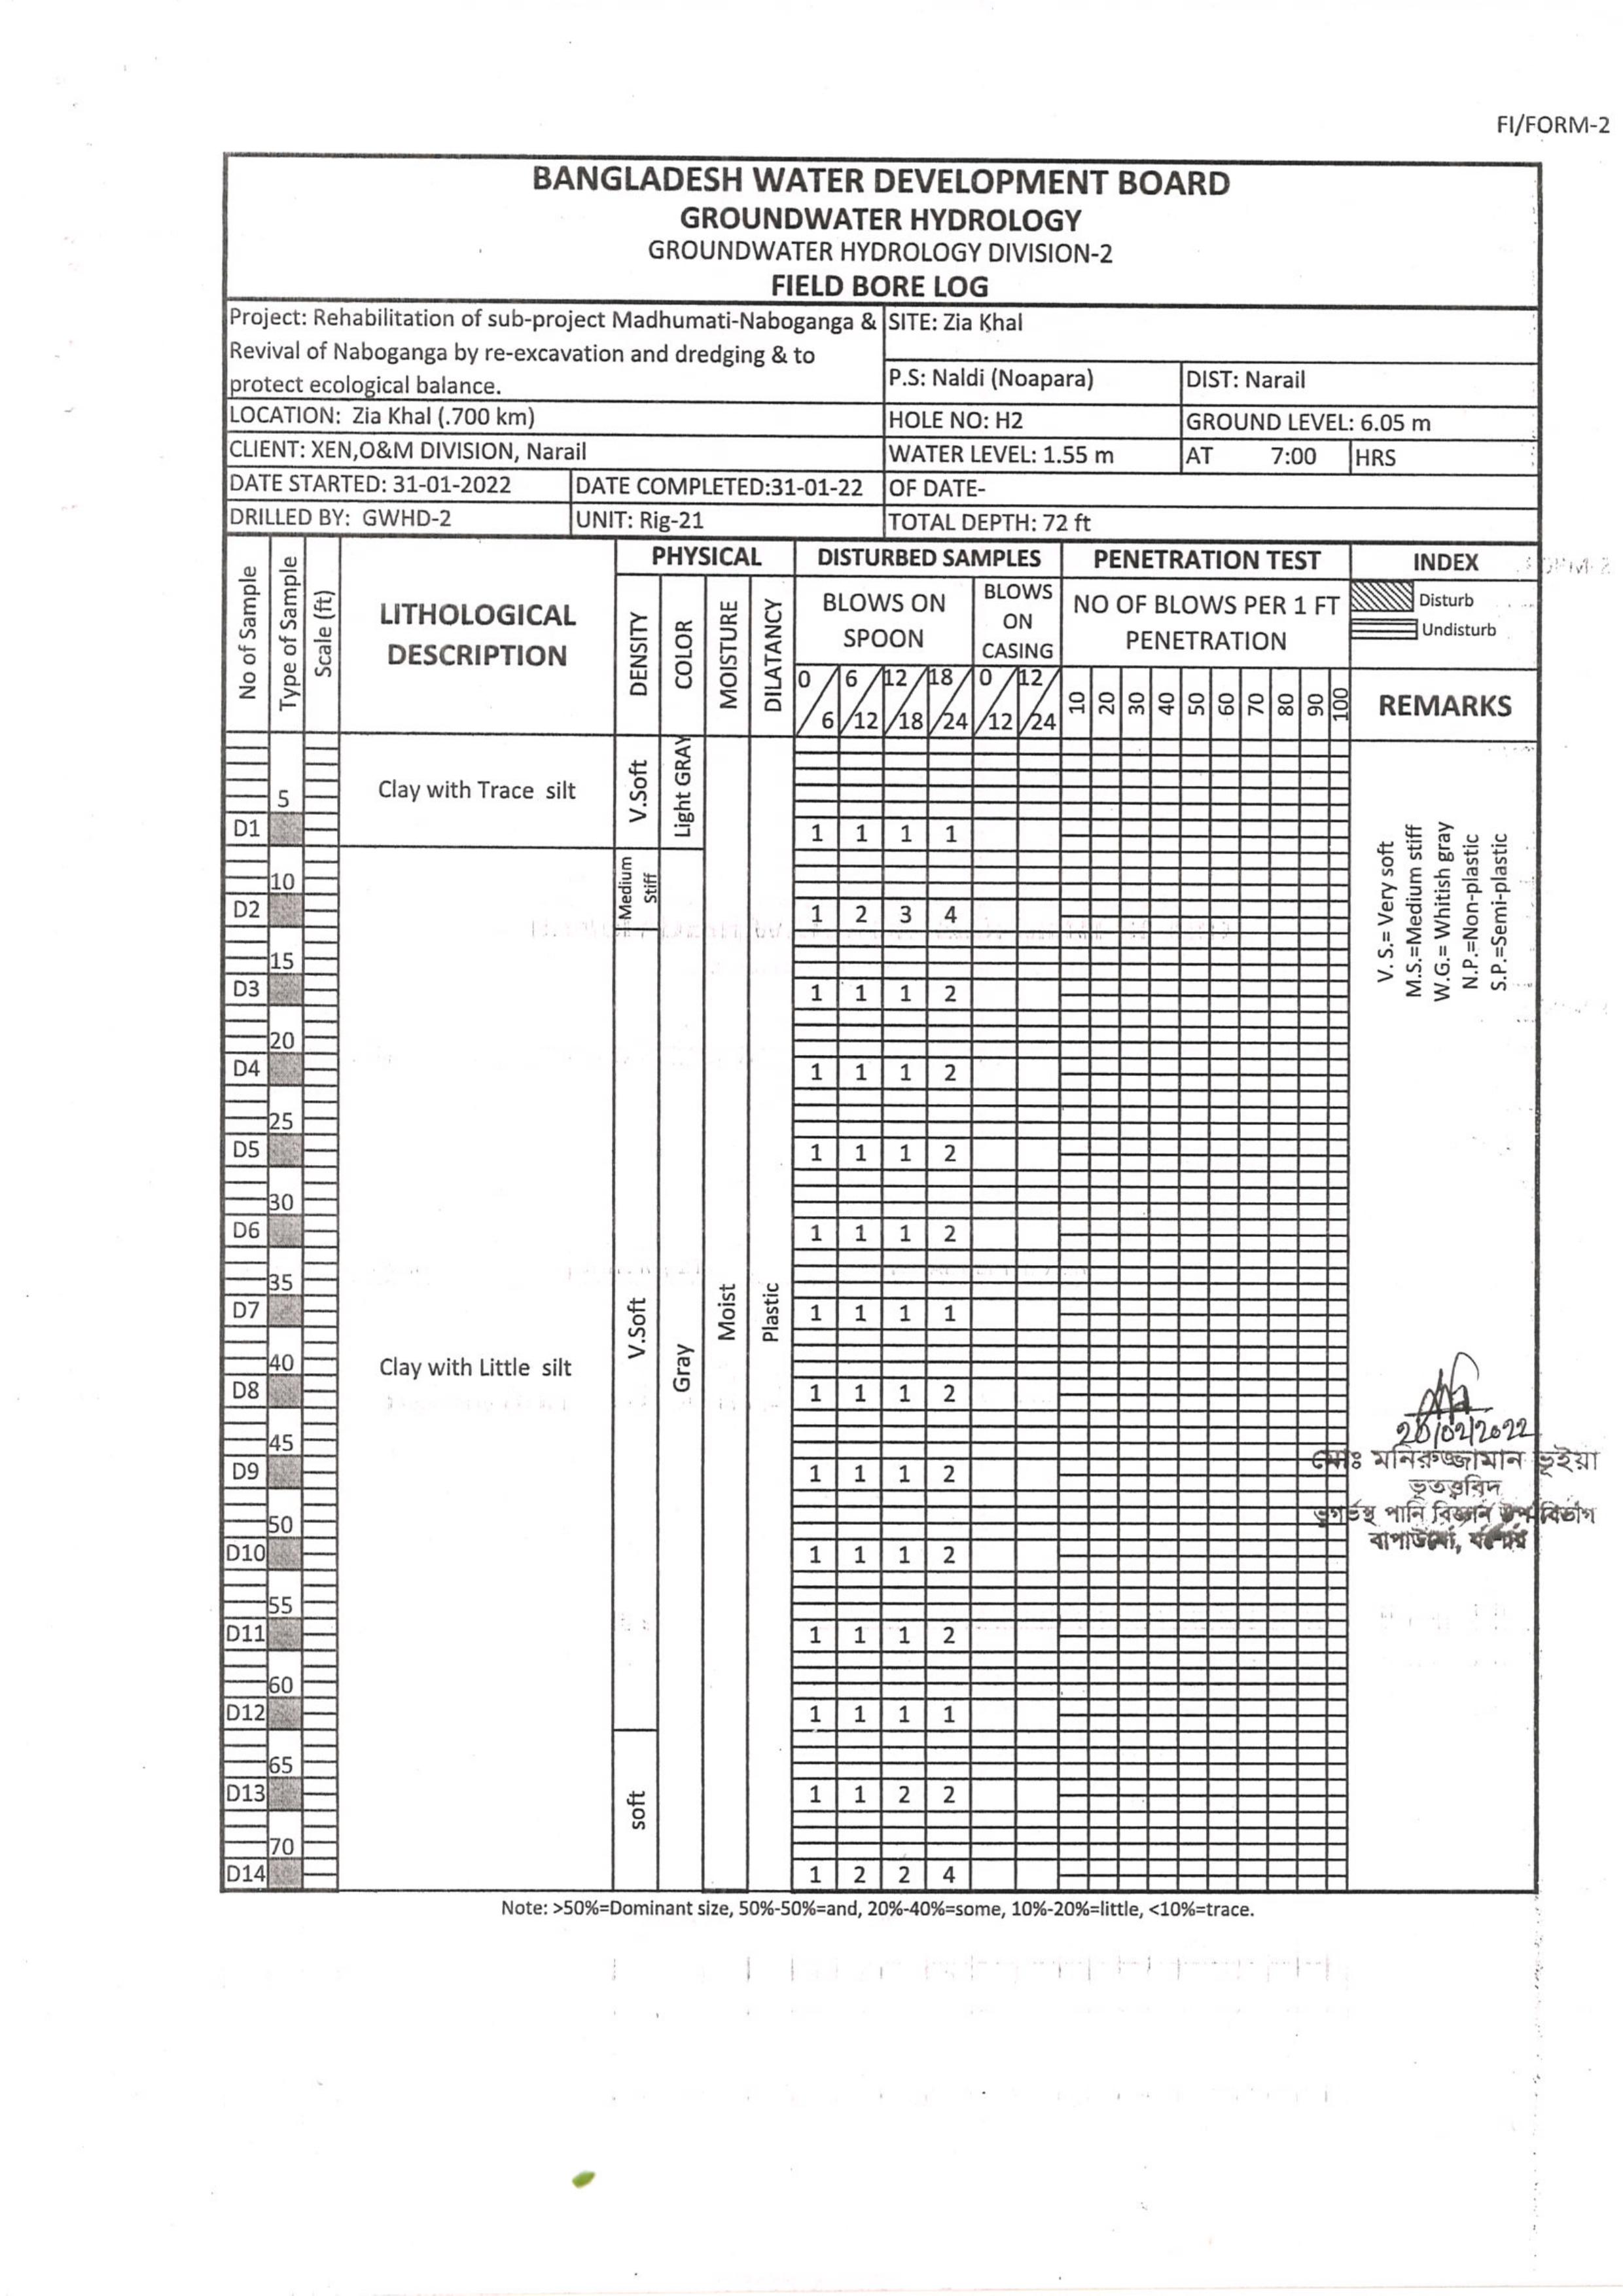 FI/FORM-2
BANGLADESH WATER DEVELOPMENT BOARD
GROUNDWATER HYDROLOGY
GROUNDWATER HYDROLOGY DIVISION-2
FIELD BORE LOG
Project: Rehabilitation of sub-project Madhumati-Naboganga &
Revival of Naboganga by re-excavation and dredging & to
protect ecological balance.
SITE: Zia Khal
P.S: Naldi (Noapara) DIST: Narail
LOCATION: Zia Khal (.700 km) HOLE NO: H2 GROUND LEVEL: 6.05 m
CLIENT: XEN,O&M DIVISION, Narail WATER LEVEL: 1.55 m AT 7:00 HRS
DATE STARTED: 31-01-2022 DATE COMPLETED:31-01-22 OF DATE-
DRILLED BY: GWHD-2 UNIT: Rig-21 TOTAL DEPTH: 72 ft
No of Sample
Type of Sample
Scale (ft)
LITHOLOGICAL
DESCRIPTION
PHYSICAL
DENSITY
COLOR
MOISTURE
DILATANCY
DISTURBED SAMPLES
BLOWS ON
SPOON
BLOWS
ON
CASING
0/6 6/12 12/18 18/24 0/12 12/24
PENETRATION TEST
NO OF BLOWS PER 1 FT
PENETRATION
10 20 30 40 50 60 70 80 90 100
INDEX
Disturb
Undisturb
REMARKS
Clay with Trace silt
V.Soft
Light GRAY
5
D1 1 1 1 1
Medium
Stiff
10
D2 1 2 3 4
15
D3 1 1 1 2
20
D4 1 1 1 2
25
D5 1 1 1 2
30
D6 1 1 1 2
35
D7 1 1 1 1
V.Soft
Gray
Moist
Plastic
Clay with Little silt
40
D8 1 1 1 2
45
D9 1 1 1 2
50
D10 1 1 1 2
55
D11 1 1 1 2
60
D12 1 1 1 1
65
D13 1 1 2 2
soft
70
D14 1 2 2 4
V. S.= Very soft
M.S.=Medium stiff
W.G.= Whitish gray
N.P.=Non-plastic
S.P.=Semi-plastic
20/02/2022
মোঃ মনিরুজ্জামান ভূইয়া
ভূতত্ত্ববিদ
ভূগর্ভস্থ পানি বিজ্ঞান উপ-বিভাগ
বাপাউবো, যশোর
Note: >50%=Dominant size, 50%-50%=and, 20%-40%=some, 10%-20%=little, <10%=trace.